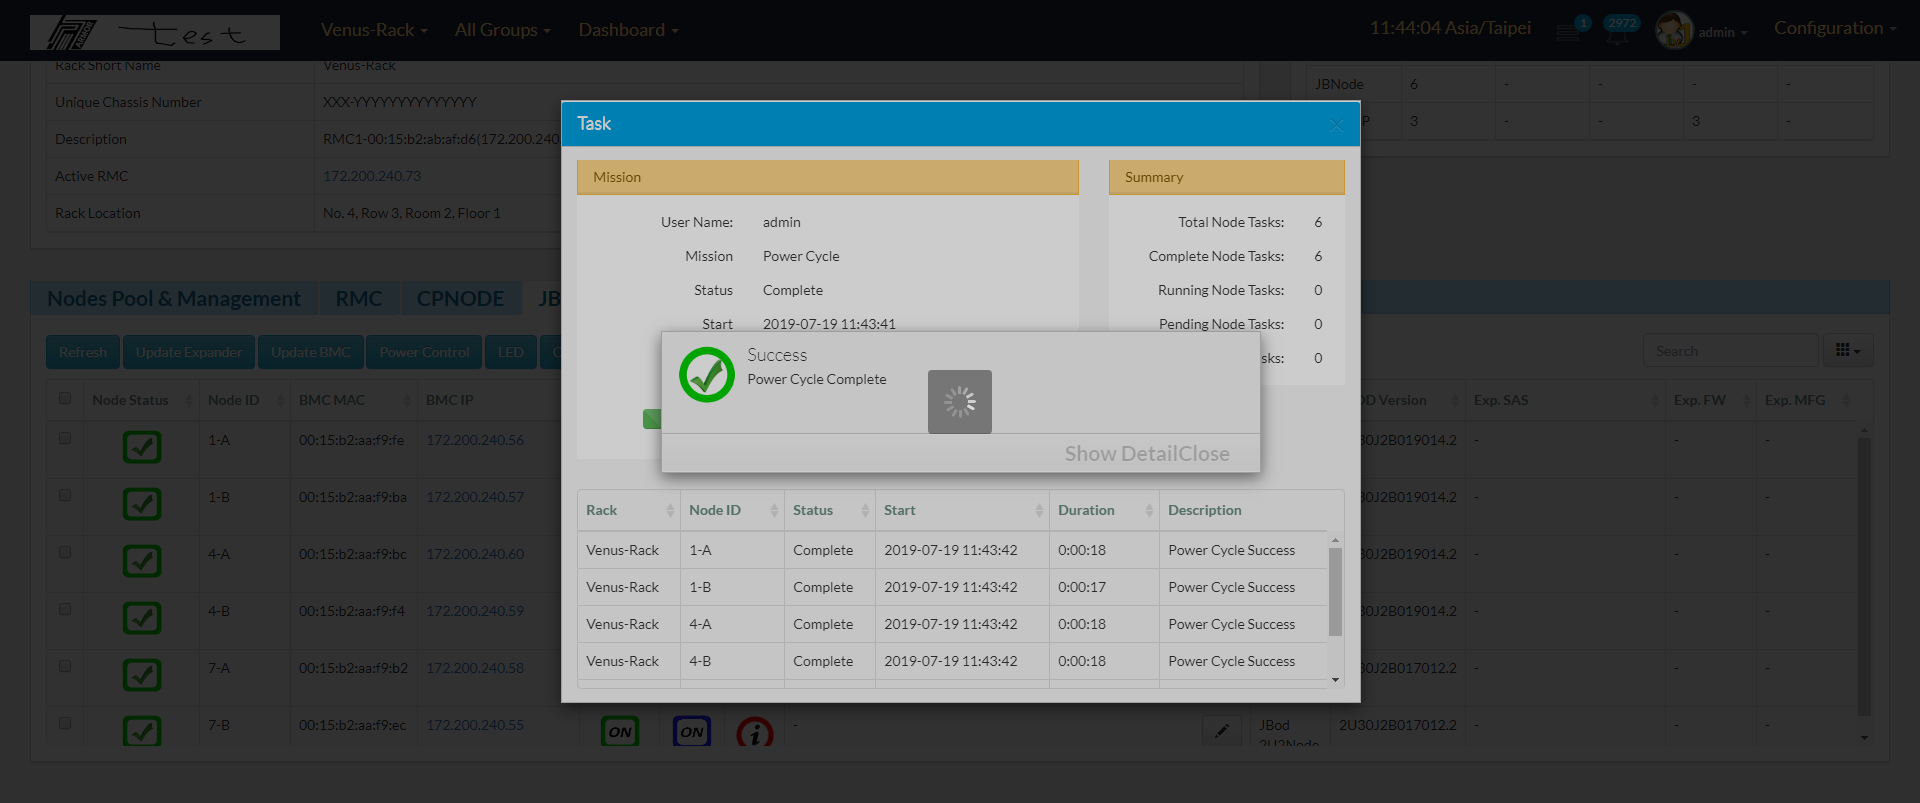 test
Venus-Rack
All Groups
Dashboard
11:44:04 Asia/Taipei
1
2972
admin
Configuration
Rack Short Name Venus-Rack
Unique Chassis Number XXX-YYYYYYYYYYYYYY
Description RMC1-00:15:b2:ab:af:d6(172.200.240
Active RMC 172.200.240.73
Rack Location No. 4, Row 3, Room 2, Floor 1
JBNode 6 - - - -
P 3 - - 3 -
Task
Mission
User Name: admin
Mission Power Cycle
Status Complete
Start 2019-07-19 11:43:41
Summary
Total Node Tasks: 6
Complete Node Tasks: 6
Running Node Tasks: 0
Pending Node Tasks: 0
sks: 0
Success
Power Cycle Complete
Show DetailClose
Rack Node ID Status Start Duration Description
Venus-Rack 1-A Complete 2019-07-19 11:43:42 0:00:18 Power Cycle Success
Venus-Rack 1-B Complete 2019-07-19 11:43:42 0:00:17 Power Cycle Success
Venus-Rack 4-A Complete 2019-07-19 11:43:42 0:00:18 Power Cycle Success
Venus-Rack 4-B Complete 2019-07-19 11:43:42 0:00:18 Power Cycle Success
Nodes Pool & Management RMC CPNODE JB
Refresh Update Expander Update BMC Power Control LED
Search
Node Status Node ID BMC MAC BMC IP D Version Exp. SAS Exp. FW Exp. MFG
1-A 00:15:b2:aa:f9:fe 172.200.240.56 30J2B019014.2 - - -
1-B 00:15:b2:aa:f9:ba 172.200.240.57 30J2B019014.2 - - -
4-A 00:15:b2:aa:f9:bc 172.200.240.60 30J2B019014.2 - - -
4-B 00:15:b2:aa:f9:f4 172.200.240.59 30J2B019014.2 - - -
7-A 00:15:b2:aa:f9:b2 172.200.240.58 30J2B017012.2 - - -
7-B 00:15:b2:aa:f9:ec 172.200.240.55 ON ON i - JBod 2U30J2B017012.2 - - -
2U2Node